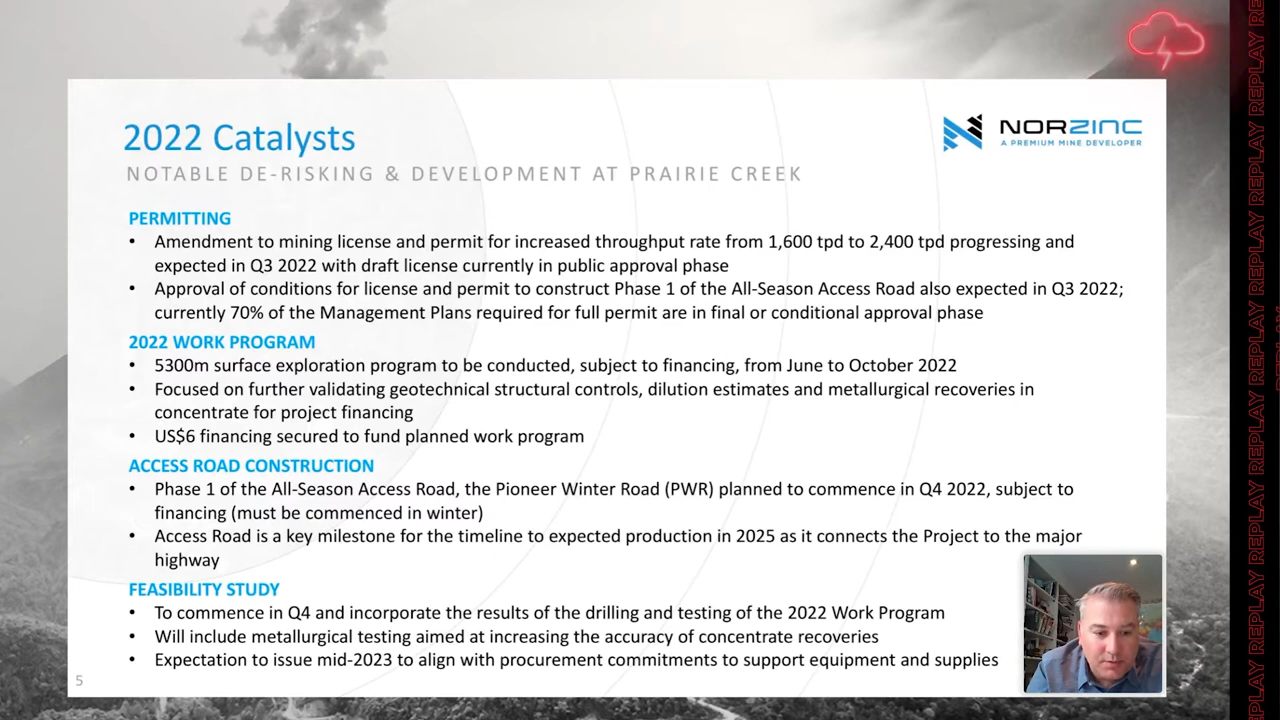 2022 Catalysts
NORZINC
A PREMIUM MINE DEVELOPER
NOTABLE DE-RISKING & DEVELOPMENT AT PRAIRIE CREEK
PERMITTING
• Amendment to mining license and permit for increased throughput rate from 1,600 tpd to 2,400 tpd progressing and
expected in Q3 2022 with draft license currently in public approval phase
• Approval of conditions for license and permit to construct Phase 1 of the All-Season Access Road also expected in Q3 2022;
currently 70% of the Management Plans required for full permit are in final or conditional approval phase
2022 WORK PROGRAM
• 5300m surface exploration program to be conducted, subject to financing, from June to October 2022
• Focused on further validating geotechnical structural controls, dilution estimates and metallurgical recoveries in
concentrate for project financing
• US$6 financing secured to fund planned work program
ACCESS ROAD CONSTRUCTION
• Phase 1 of the All-Season Access Road, the Pioneer Winter Road (PWR) planned to commence in Q4 2022, subject to
financing (must be commenced in winter)
• Access Road is a key milestone for the timeline to expected production in 2025 as it connects the Project to the major
highway
FEASIBILITY STUDY
• To commence in Q4 and incorporate the results of the drilling and testing of the 2022 Work Program
• Will include metallurgical testing aimed at increasing the accuracy of concentrate recoveries
• Expectation to issue mid-2023 to align with procurement commitments to support equipment and supplies
5
REPLAY REPLAY REPLAY REPLAY REPLAY REPLAY REPLAY